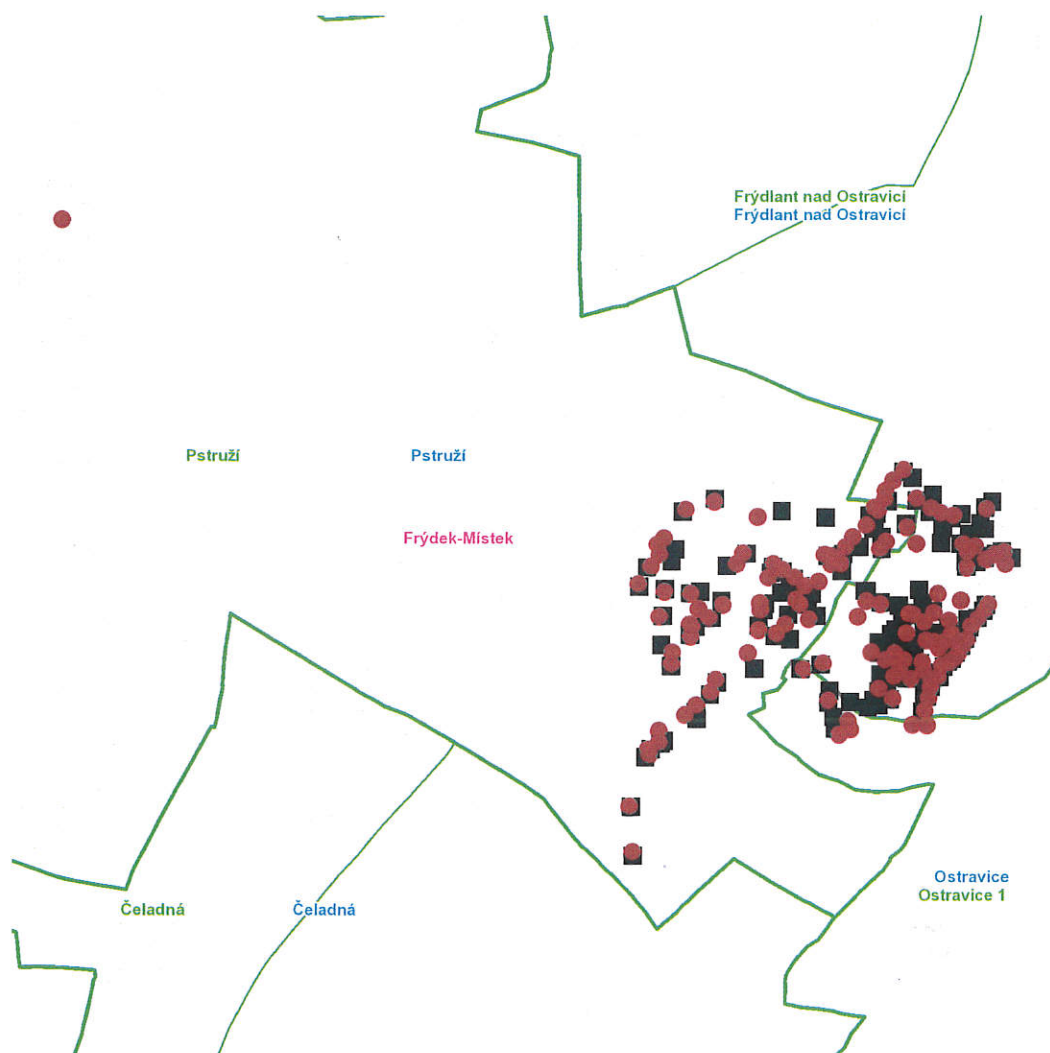 Frýdlant nad Ostravicí
Frýdlant nad Ostravicí
Pstruží
Pstruží
Frýdek-Místek
Ostravice
Ostravice 1
Čeladná
Čeladná